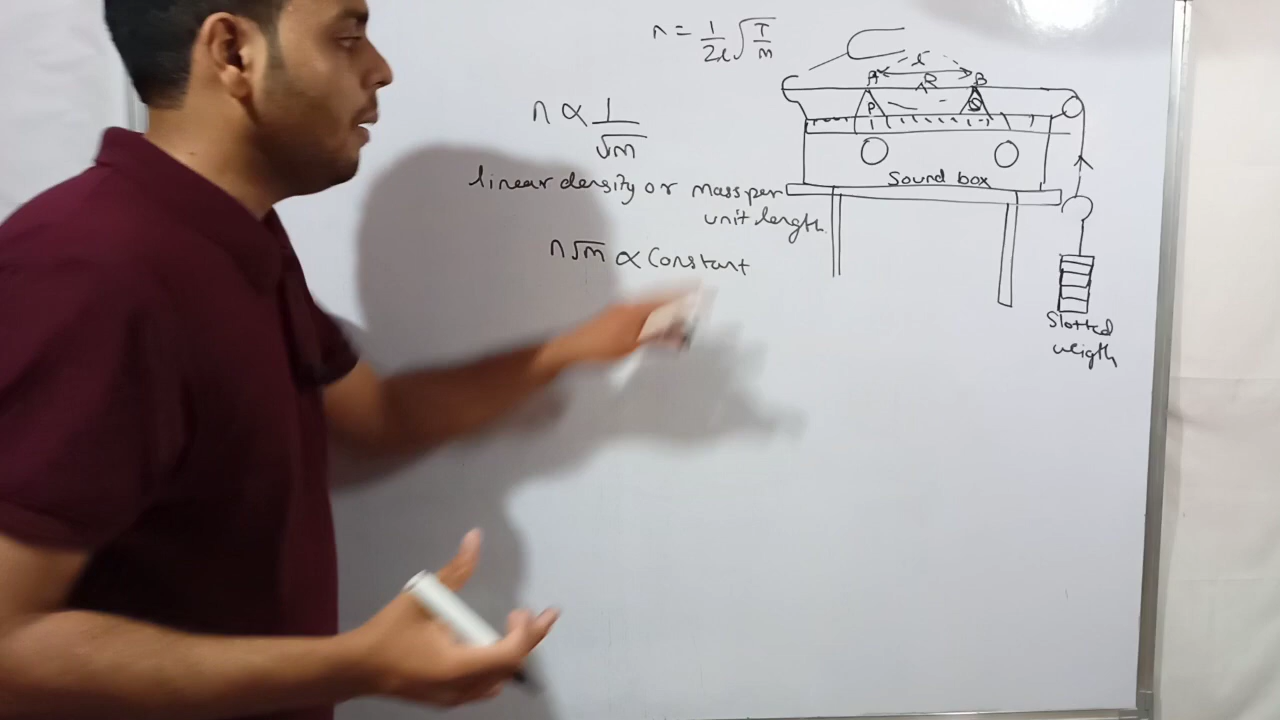 n = 1/2l √T/m
n ∝ 1/√m
linear density or mass per
unit length
n√m ∝ Constant
l
A B
R
P S
Sound box
Slotted
weigth